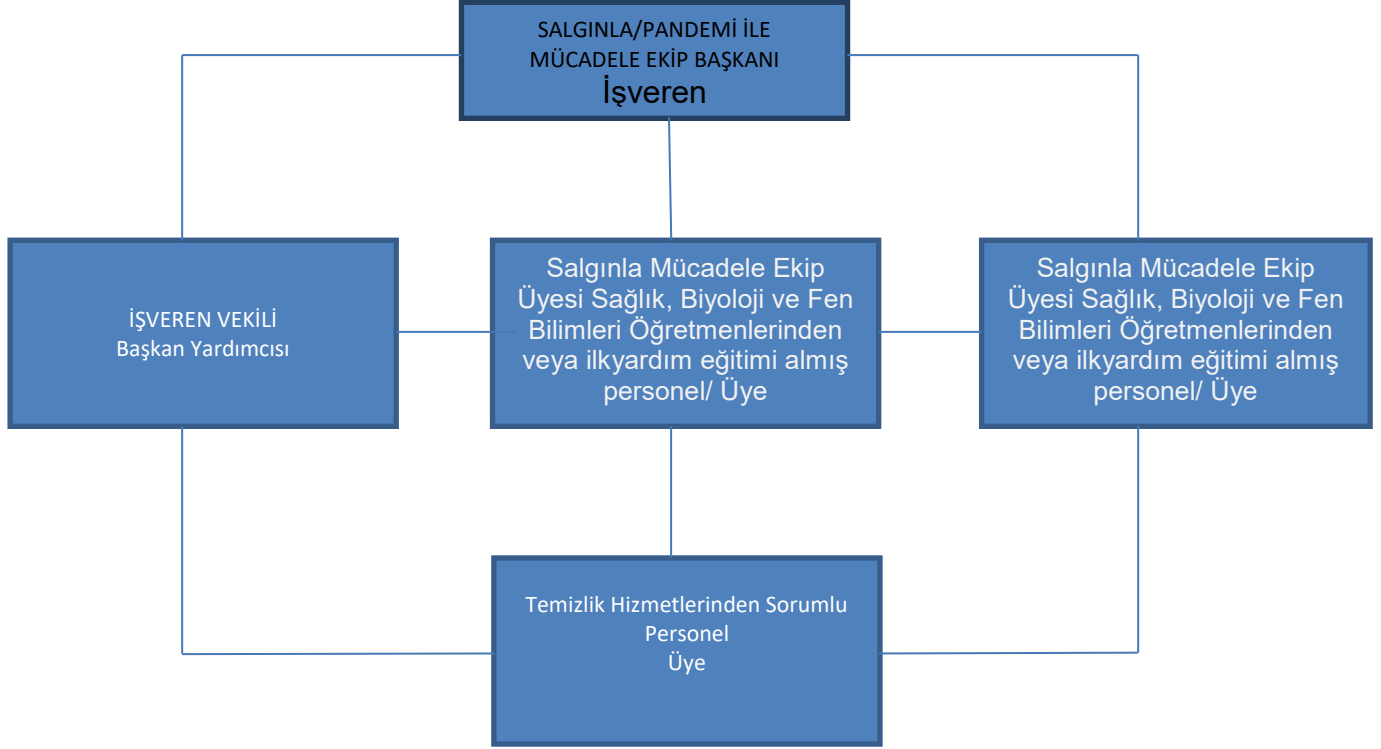 SALGINLA/PANDEMİ İLE
MÜCADELE EKİP BAŞKANI
İşveren
İŞVEREN VEKİLİ
Başkan Yardımcısı
Salgınla Mücadele Ekip
Üyesi Sağlık, Biyoloji ve Fen
Bilimleri Öğretmenlerinden
veya ilkyardım eğitimi almış
personel/ Üye
Salgınla Mücadele Ekip
Üyesi Sağlık, Biyoloji ve Fen
Bilimleri Öğretmenlerinden
veya ilkyardım eğitimi almış
personel/ Üye
Temizlik Hizmetlerinden Sorumlu
Personel
Üye